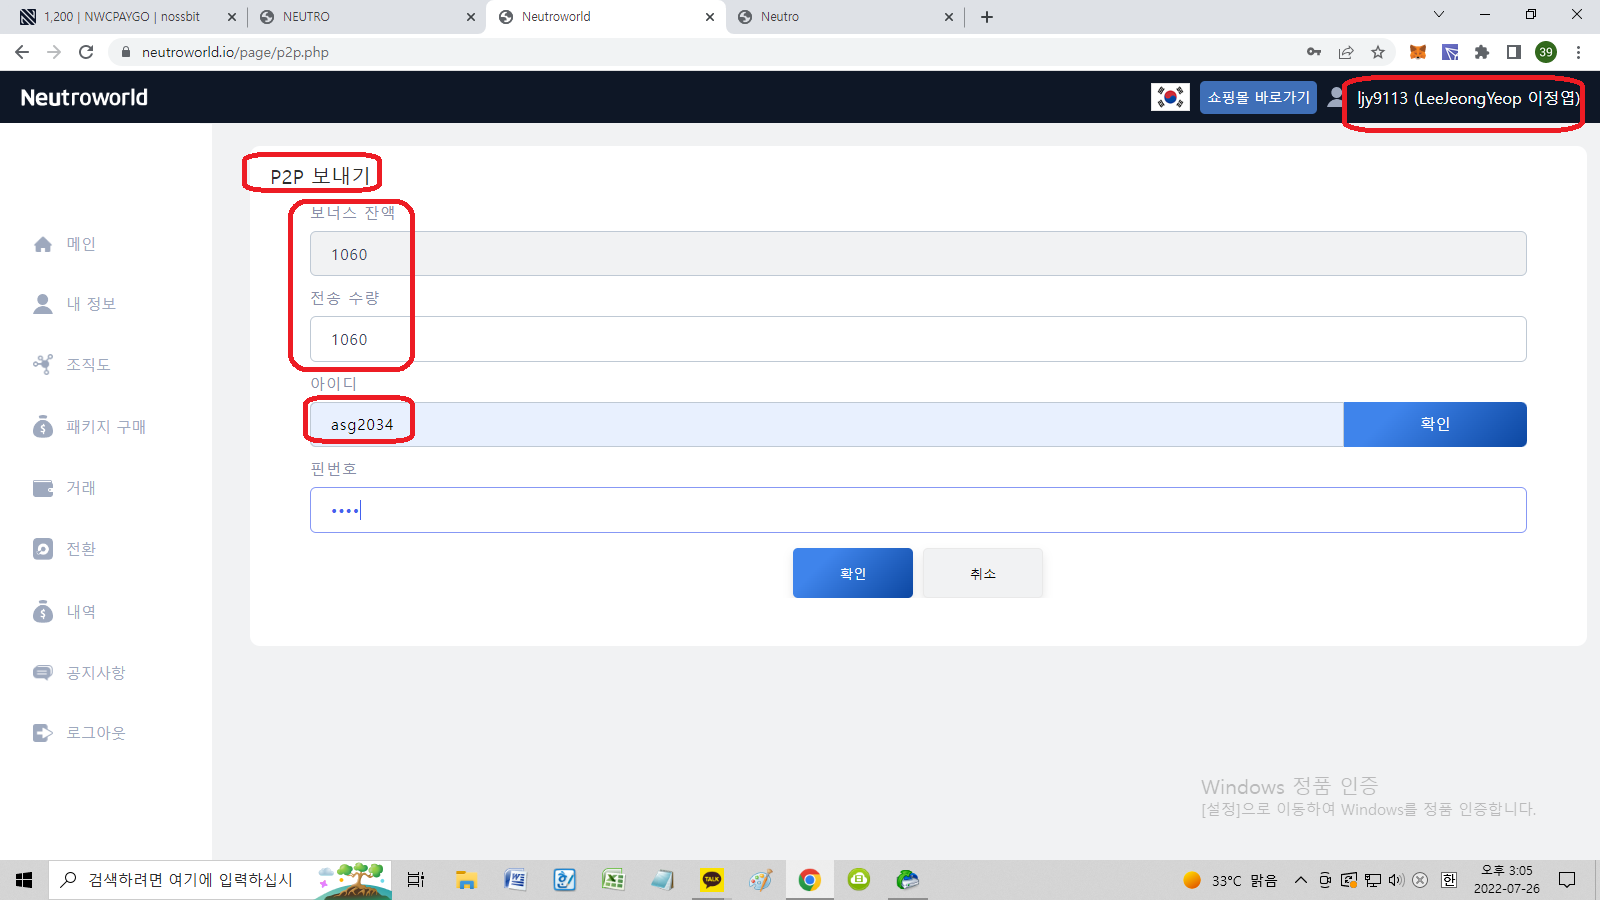 1,200 | NWCPAYGO | nossbit
NEUTRO
Neutroworld
Neutro
neutroworld.io/page/p2p.php
39
Neutroworld
쇼핑몰 바로가기
ljy9113 (LeeJeongYeop 이정엽)
P2P 보내기
보너스 잔액
1060
전송 수량
1060
아이디
asg2034
확인
핀번호
확인
취소
메인
내 정보
조직도
패키지 구매
거래
전환
내역
공지사항
로그아웃
Windows 정품 인증
[설정]으로 이동하여 Windows를 정품 인증합니다.
검색하려면 여기에 입력하십시
TALK
33°C 맑음
한
오후 3:05
2022-07-26